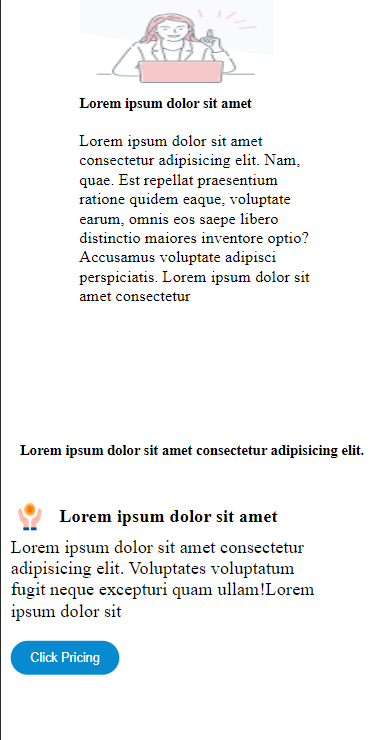 Lorem ipsum dolor sit amet
Lorem ipsum dolor sit amet
consectetur adipisicing elit. Nam,
quae. Est repellat praesentium
ratione quidem eaque, voluptate
earum, omnis eos saepe libero
distinctio maiores inventore optio?
Accusamus voluptate adipisci
perspiciatis. Lorem ipsum dolor sit
amet consectetur
Lorem ipsum dolor sit amet consectetur adipisicing elit.
Lorem ipsum dolor sit amet
Lorem ipsum dolor sit amet consectetur
adipisicing elit. Voluptates voluptatum
fugit neque excepturi quam ullam!Lorem
ipsum dolor sit
Click Pricing